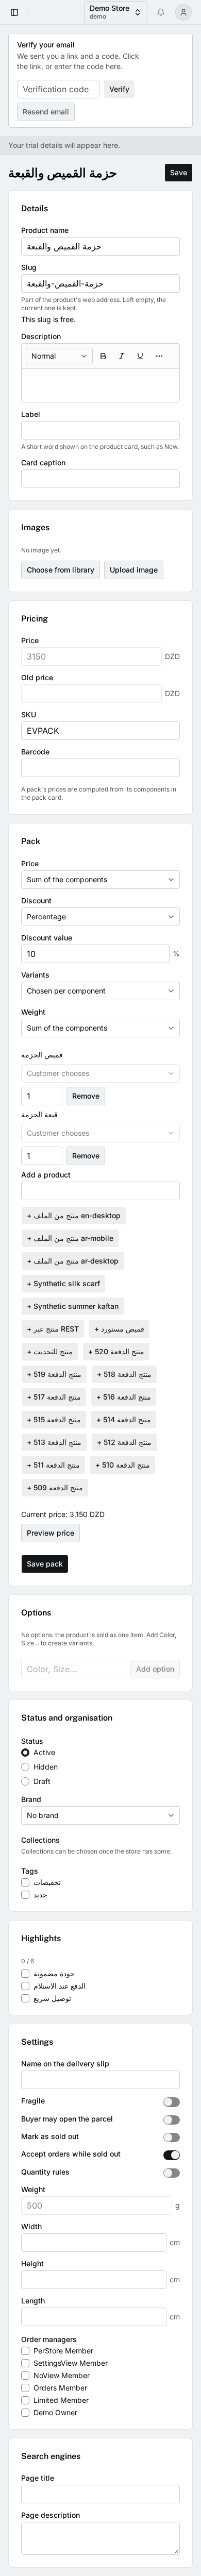 Demo Store
demo
Verify your email
We sent you a link and a code. Click
the link, or enter the code here.
Verification code
Verify
Resend email
Your trial details will appear here.
حزمة القميص والقبعة
Save
Details
Product name
حزمة القميص والقبعة
Slug
حزمة-القميص-والقبعة
Part of the product's web address. Left empty, the
current one is kept.
This slug is free.
Description
Normal
B I U
Label
A short word shown on the product card, such as New.
Card caption
Images
No image yet.
Choose from library
Upload image
Pricing
Price
3150 DZD
Old price
DZD
SKU
EVPACK
Barcode
A pack's prices are computed from its components in
the pack card.
Pack
Price
Sum of the components
Discount
Percentage
Discount value
10 %
Variants
Chosen per component
Weight
Sum of the components
قميص الحزمة
Customer chooses
1 Remove
قبعة الحزمة
Customer chooses
1 Remove
Add a product
+ منتج من الملف en-desktop
+ منتج من الملف ar-mobile
+ منتج من الملف ar-desktop
+ Synthetic silk scarf
+ Synthetic summer kaftan
+ منتج عبر REST
+ قميص مستورد
+ منتج للتحديث
+ منتج الدفعة 520
+ منتج الدفعة 519
+ منتج الدفعة 518
+ منتج الدفعة 517
+ منتج الدفعة 516
+ منتج الدفعة 515
+ منتج الدفعة 514
+ منتج الدفعة 513
+ منتج الدفعة 512
+ منتج الدفعة 511
+ منتج الدفعة 510
+ منتج الدفعة 509
Current price: 3,150 DZD
Preview price
Save pack
Options
No options: the product is sold as one item. Add Color,
Size… to create variants.
Color, Size…
Add option
Status and organisation
Status
Active
Hidden
Draft
Brand
No brand
Collections
Collections can be chosen once the store has some.
Tags
تخفيضات
جديد
Highlights
0 / 6
جودة مضمونة
الدفع عند الاستلام
توصيل سريع
Settings
Name on the delivery slip
Fragile
Buyer may open the parcel
Mark as sold out
Accept orders while sold out
Quantity rules
Weight
500 g
Width
cm
Height
cm
Length
cm
Order managers
PerStore Member
SettingsView Member
NoView Member
Orders Member
Limited Member
Demo Owner
Search engines
Page title
Page description